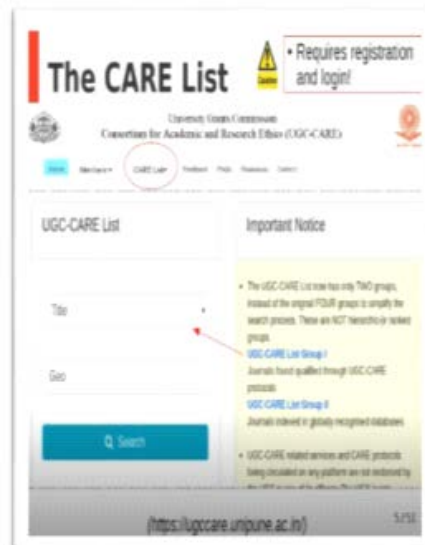 The CARE List
• Requires registration
and login!
University Grants Commission
Consortium for Academic and Research Ethics (UGC-CARE)
CARE List
UGC-CARE List
Important Notice
• The UGC-CARE List now has only TWO groups,
instead of the original FOUR groups to simplify the
search process. These are NOT hierarchical or ranked
groups.
UGC-CARE List Group I
Journals found qualified through UGC-CARE
protocols
UGC-CARE List Group II
Journals indexed in globally recognised databases
• UGC-CARE related services and CARE protocols
being circulated on any platform are not endorsed by
Title
Search
(https://ugccare.unipune.ac.in/)